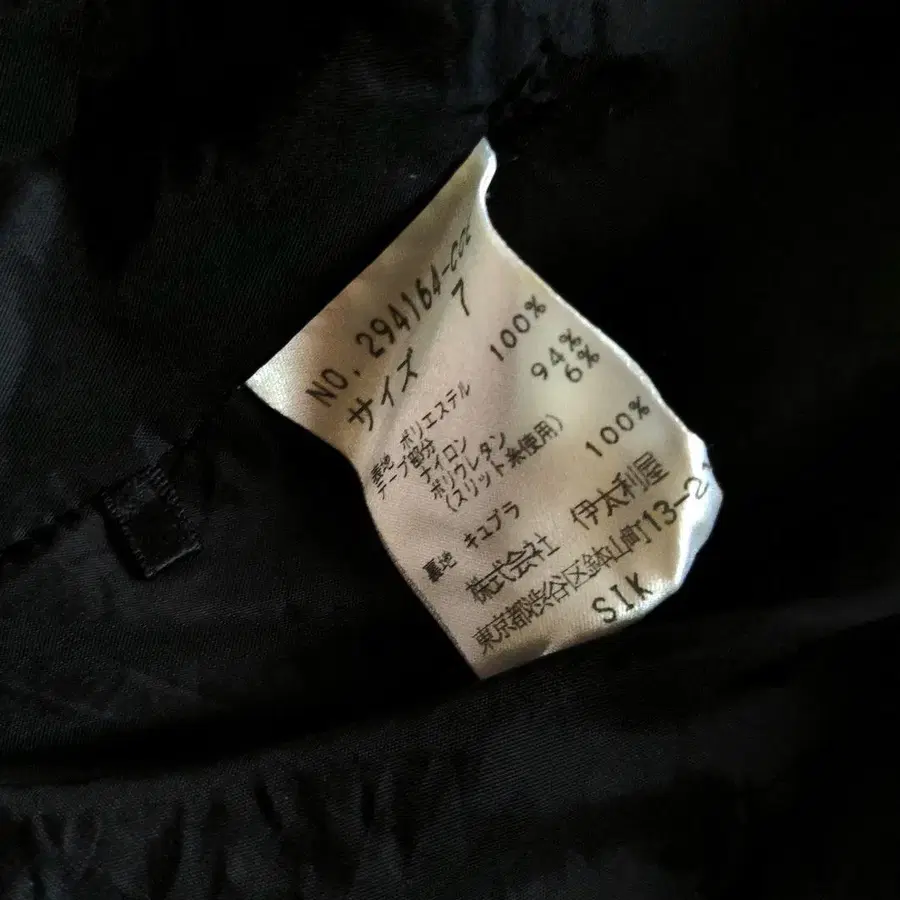 NO. 294164-
サイズ 7
表地 ポリエステル 100%
テープ部分
ナイロン 94%
ポリウレタン 6%
(スリット糸使用)
裏地 キュプラ 100%
株式会社 伊太利屋
東京都渋谷区鉢山町13-21
SIK